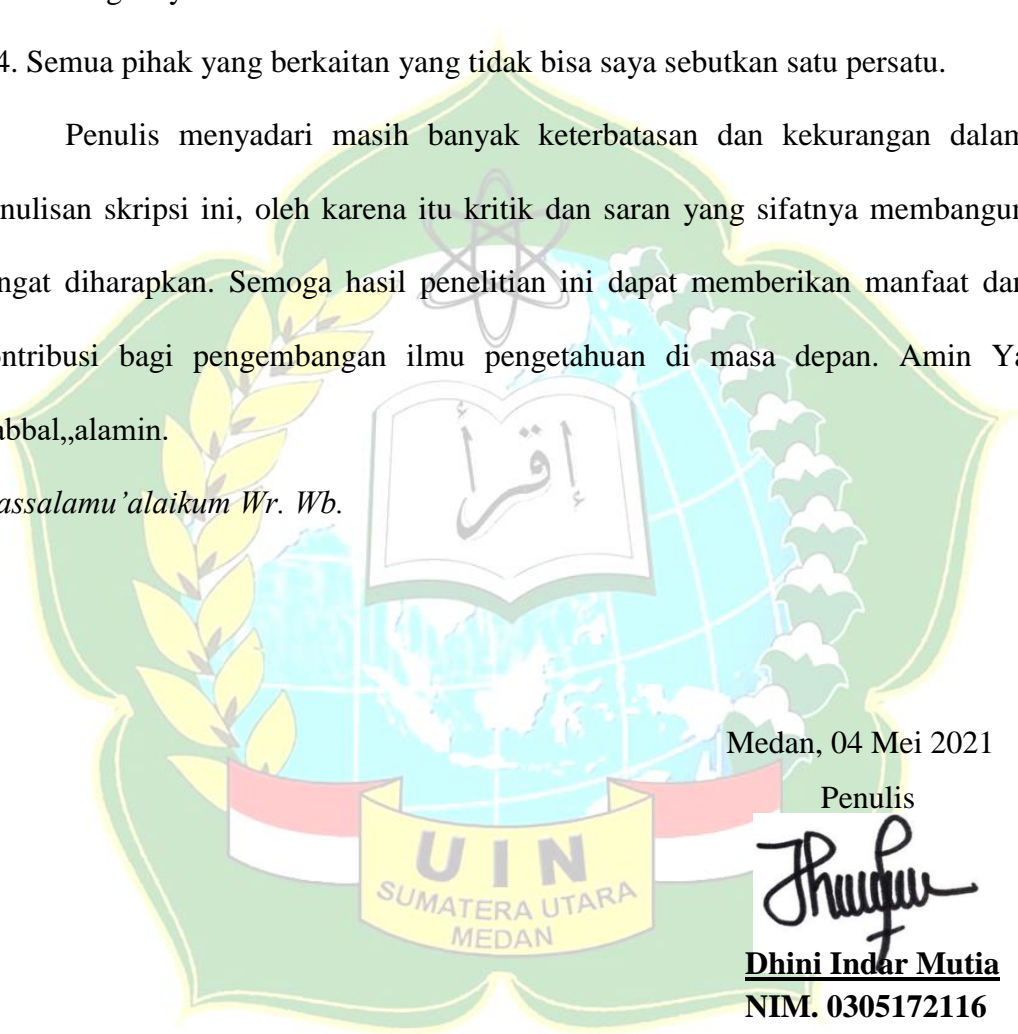 4. Semua pihak yang berkaitan yang tidak bisa saya sebutkan satu persatu.
Penulis menyadari masih banyak keterbatasan dan kekurangan dalam
nulisan skripsi ini, oleh karena itu kritik dan saran yang sifatnya membangun
ngat diharapkan. Semoga hasil penelitian ini dapat memberikan manfaat dan
ontribusi bagi pengembangan ilmu pengetahuan di masa depan. Amin Ya
abbal,,alamin.
assalamu’alaikum Wr. Wb.
إقرأ
Medan, 04 Mei 2021
Penulis
UIN
SUMATERA UTARA
MEDAN
Dhini Indar Mutia
NIM. 0305172116